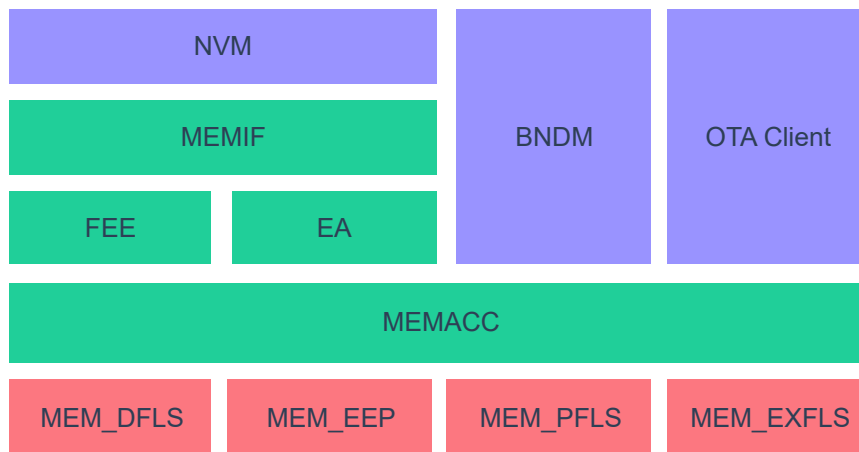 NVM
MEMIF
BNDM
OTA Client
FEE
EA
MEMACC
MEM_DFLS
MEM_EEP
MEM_PFLS
MEM_EXFLS